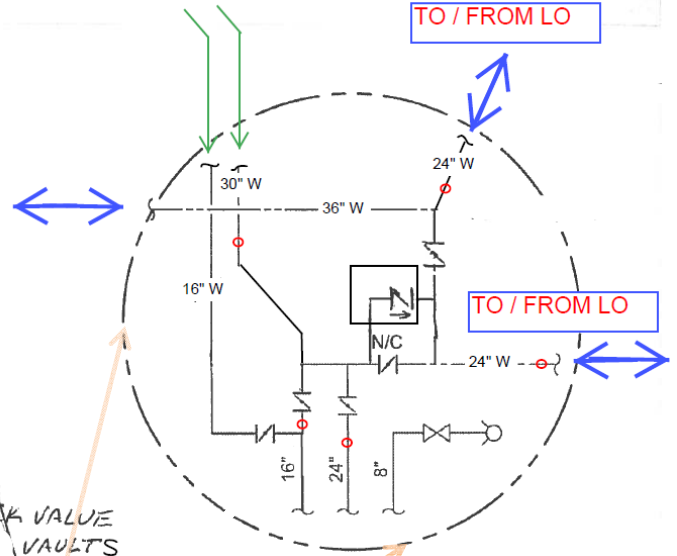 TO / FROM LO
24" W
30" W
36" W
16" W
TO / FROM LO
N/C
24" W
16"
24"
8"
VALUE
VAULTS